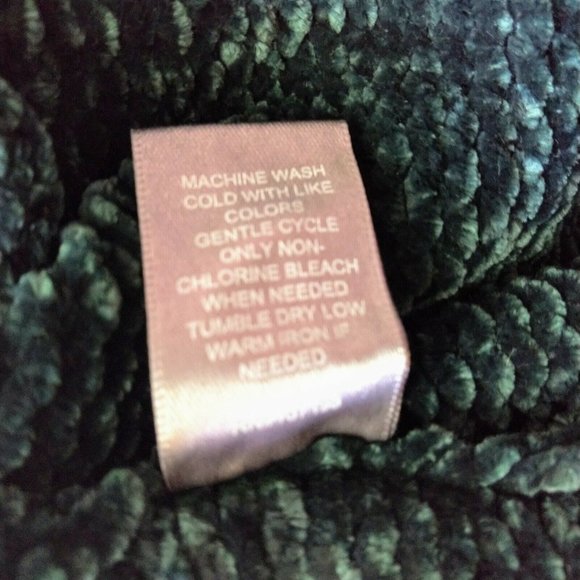 MACHINE WASH
COLD WITH LIKE
COLORS
GENTLE CYCLE
ONLY NON-
CHLORINE BLEACH
WHEN NEEDED
TUMBLE DRY LOW
WARM IRON IF
NEEDED